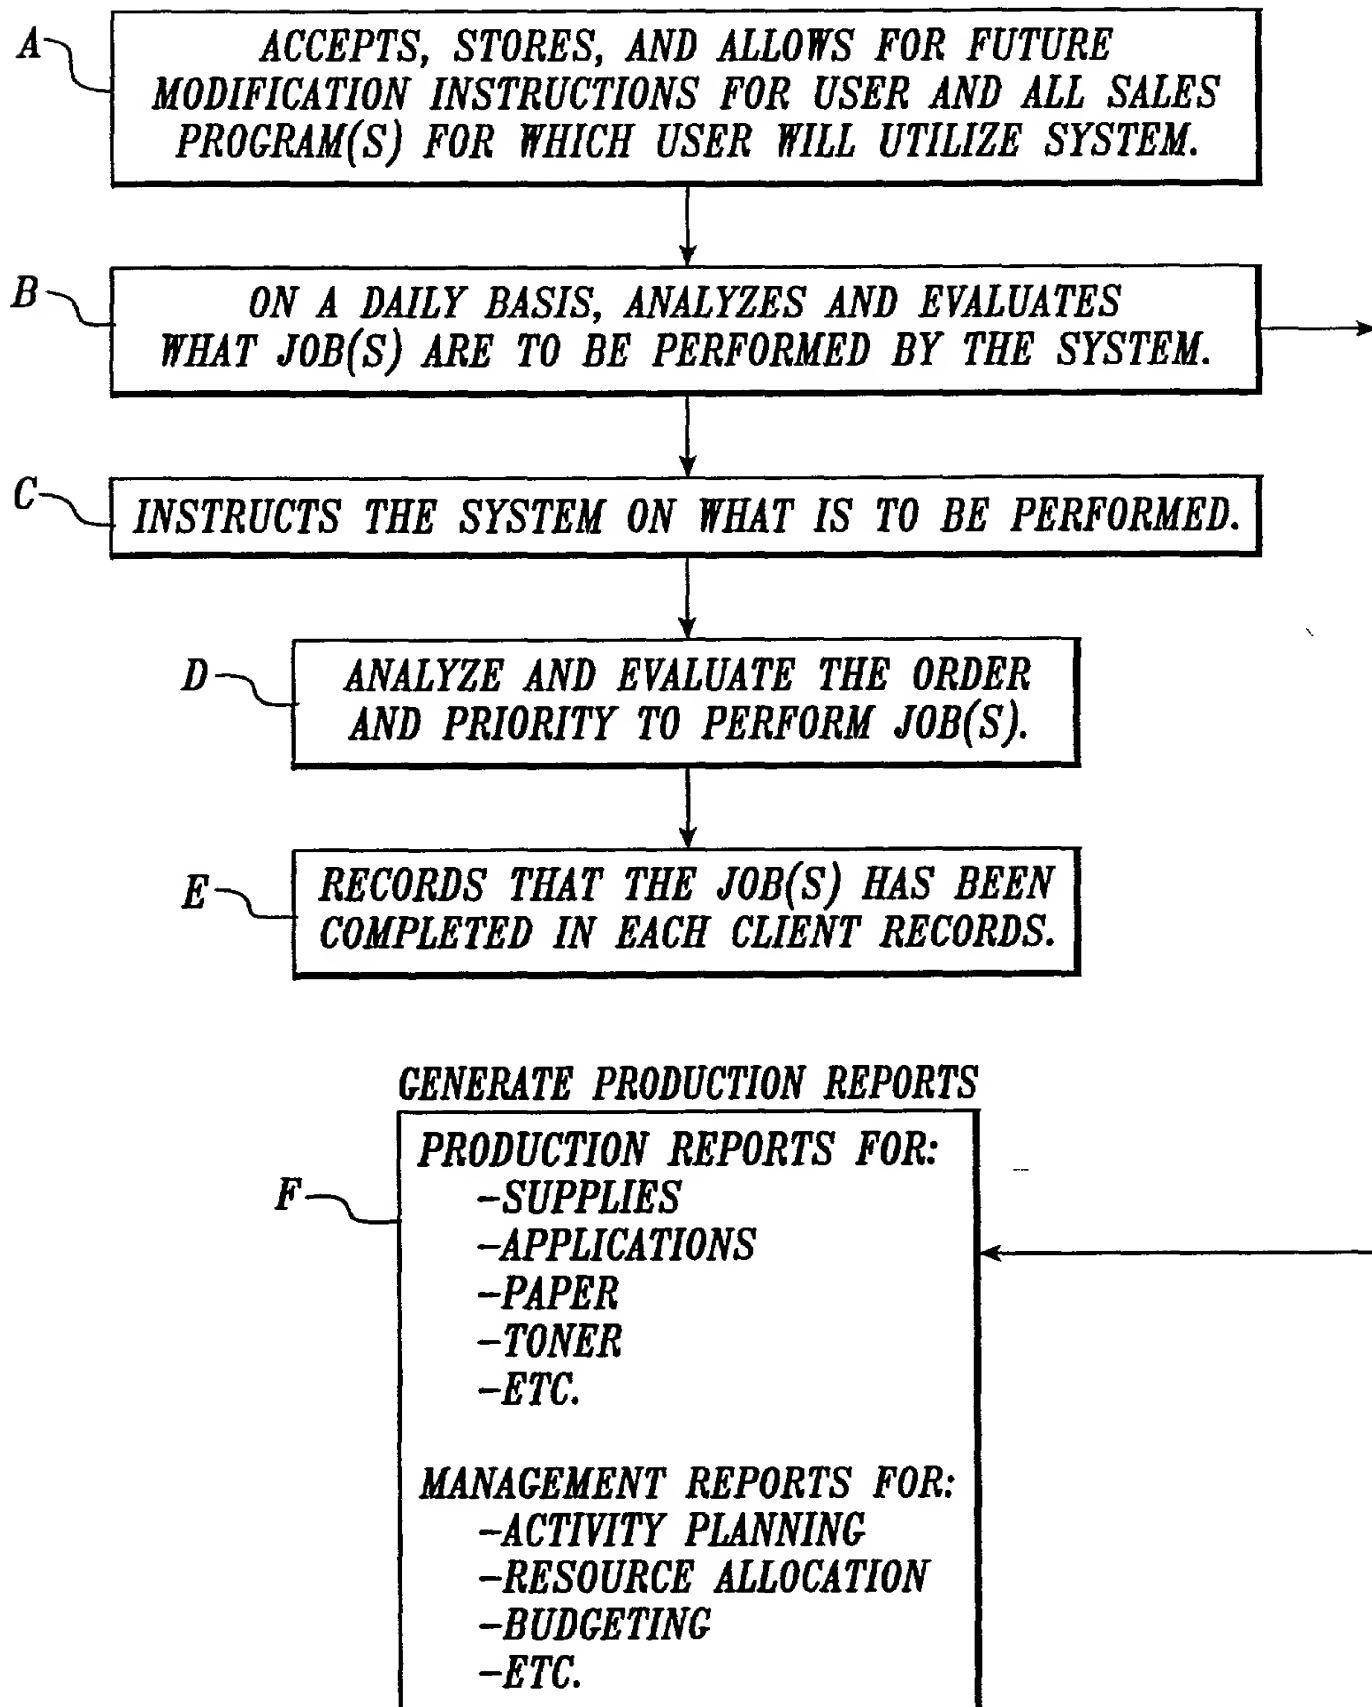 A
ACCEPTS, STORES, AND ALLOWS FOR FUTURE
MODIFICATION INSTRUCTIONS FOR USER AND ALL SALES
PROGRAM(S) FOR WHICH USER WILL UTILIZE SYSTEM.
B
ON A DAILY BASIS, ANALYZES AND EVALUATES
WHAT JOB(S) ARE TO BE PERFORMED BY THE SYSTEM.
C
INSTRUCTS THE SYSTEM ON WHAT IS TO BE PERFORMED.
D
ANALYZE AND EVALUATE THE ORDER
AND PRIORITY TO PERFORM JOB(S).
E
RECORDS THAT THE JOB(S) HAS BEEN
COMPLETED IN EACH CLIENT RECORDS.
GENERATE PRODUCTION REPORTS
F
PRODUCTION REPORTS FOR:
-SUPPLIES
-APPLICATIONS
-PAPER
-TONER
-ETC.
MANAGEMENT REPORTS FOR:
-ACTIVITY PLANNING
-RESOURCE ALLOCATION
-BUDGETING
-ETC.